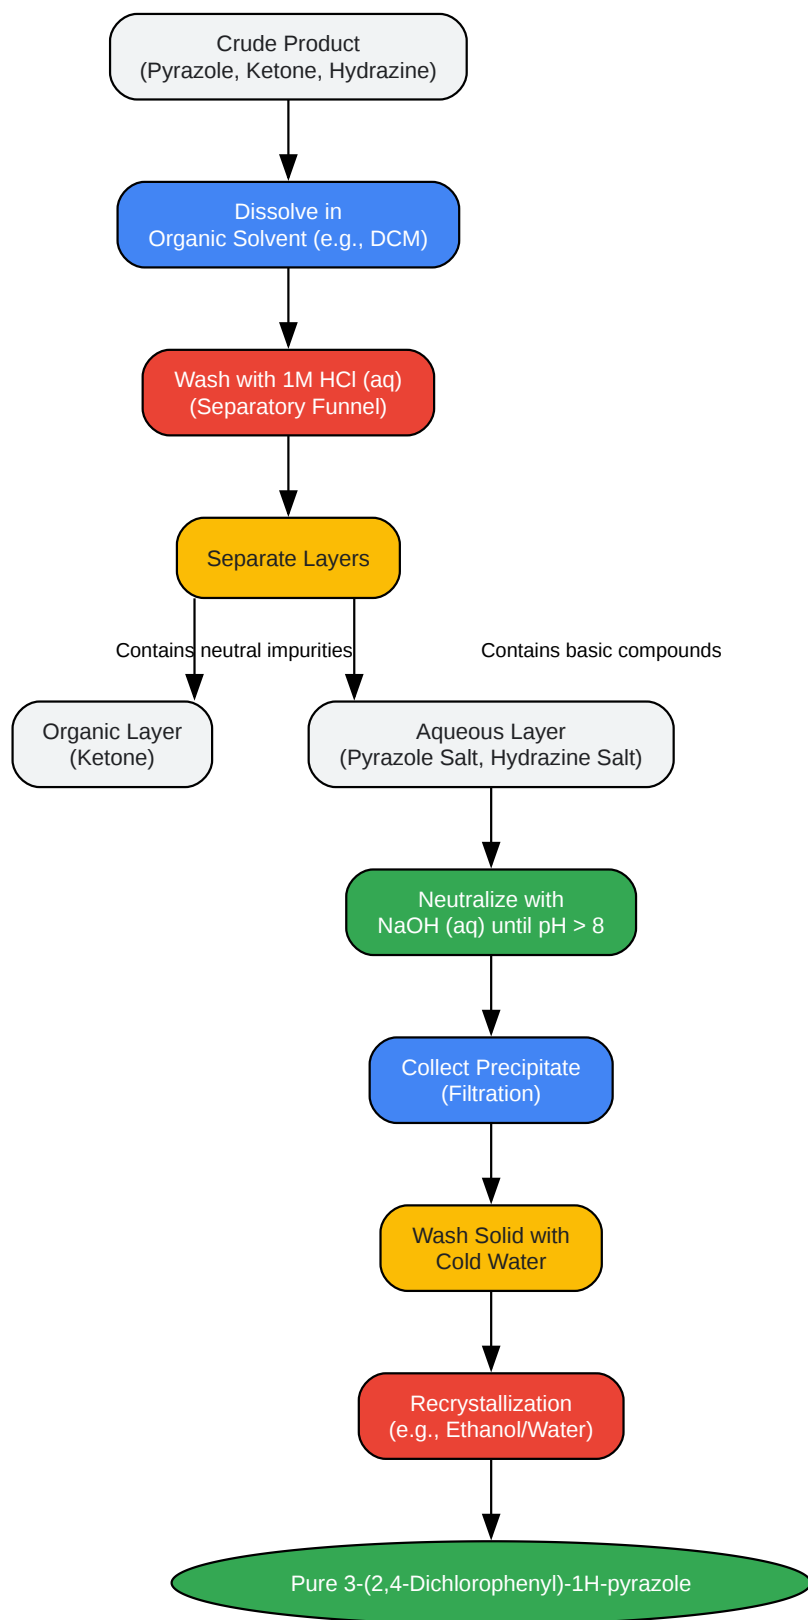 Crude Product
(Pyrazole, Ketone, Hydrazine)
Dissolve in
Organic Solvent (e.g., DCM)
Wash with 1M HCl (aq)
(Separatory Funnel)
Separate Layers
Contains neutral impurities
Contains basic compounds
Organic Layer
(Ketone)
Aqueous Layer
(Pyrazole Salt, Hydrazine Salt)
Neutralize with
NaOH (aq) until pH > 8
Collect Precipitate
(Filtration)
Wash Solid with
Cold Water
Recrystallization
(e.g., Ethanol/Water)
Pure 3-(2,4-Dichlorophenyl)-1H-pyrazole